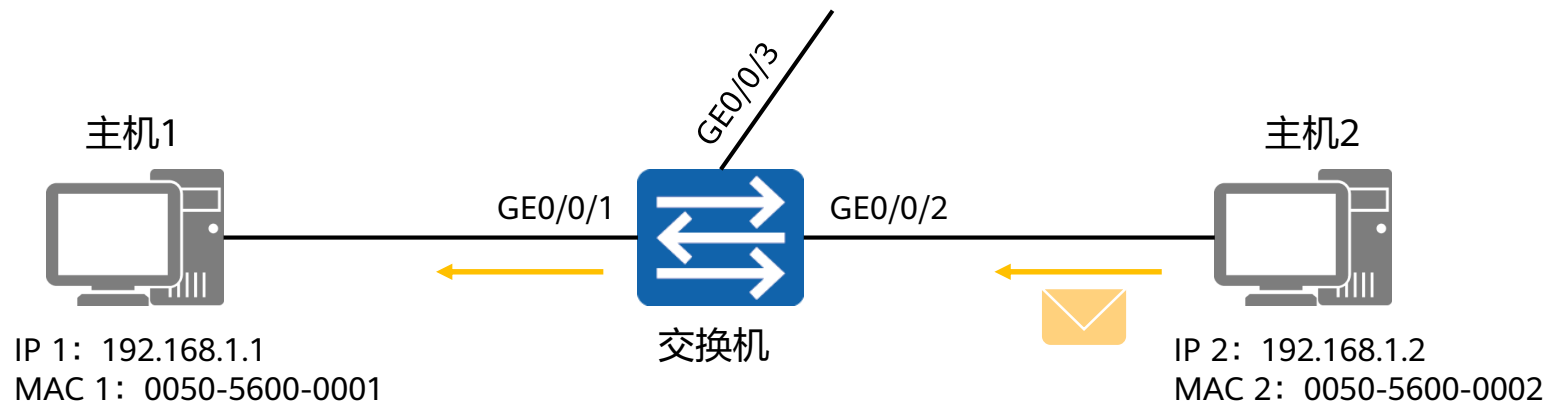 GE0/0/3
主机1
主机2
GE0/0/1
GE0/0/2
交换机
IP 1：192.168.1.1
MAC 1：0050-5600-0001
IP 2：192.168.1.2
MAC 2：0050-5600-0002